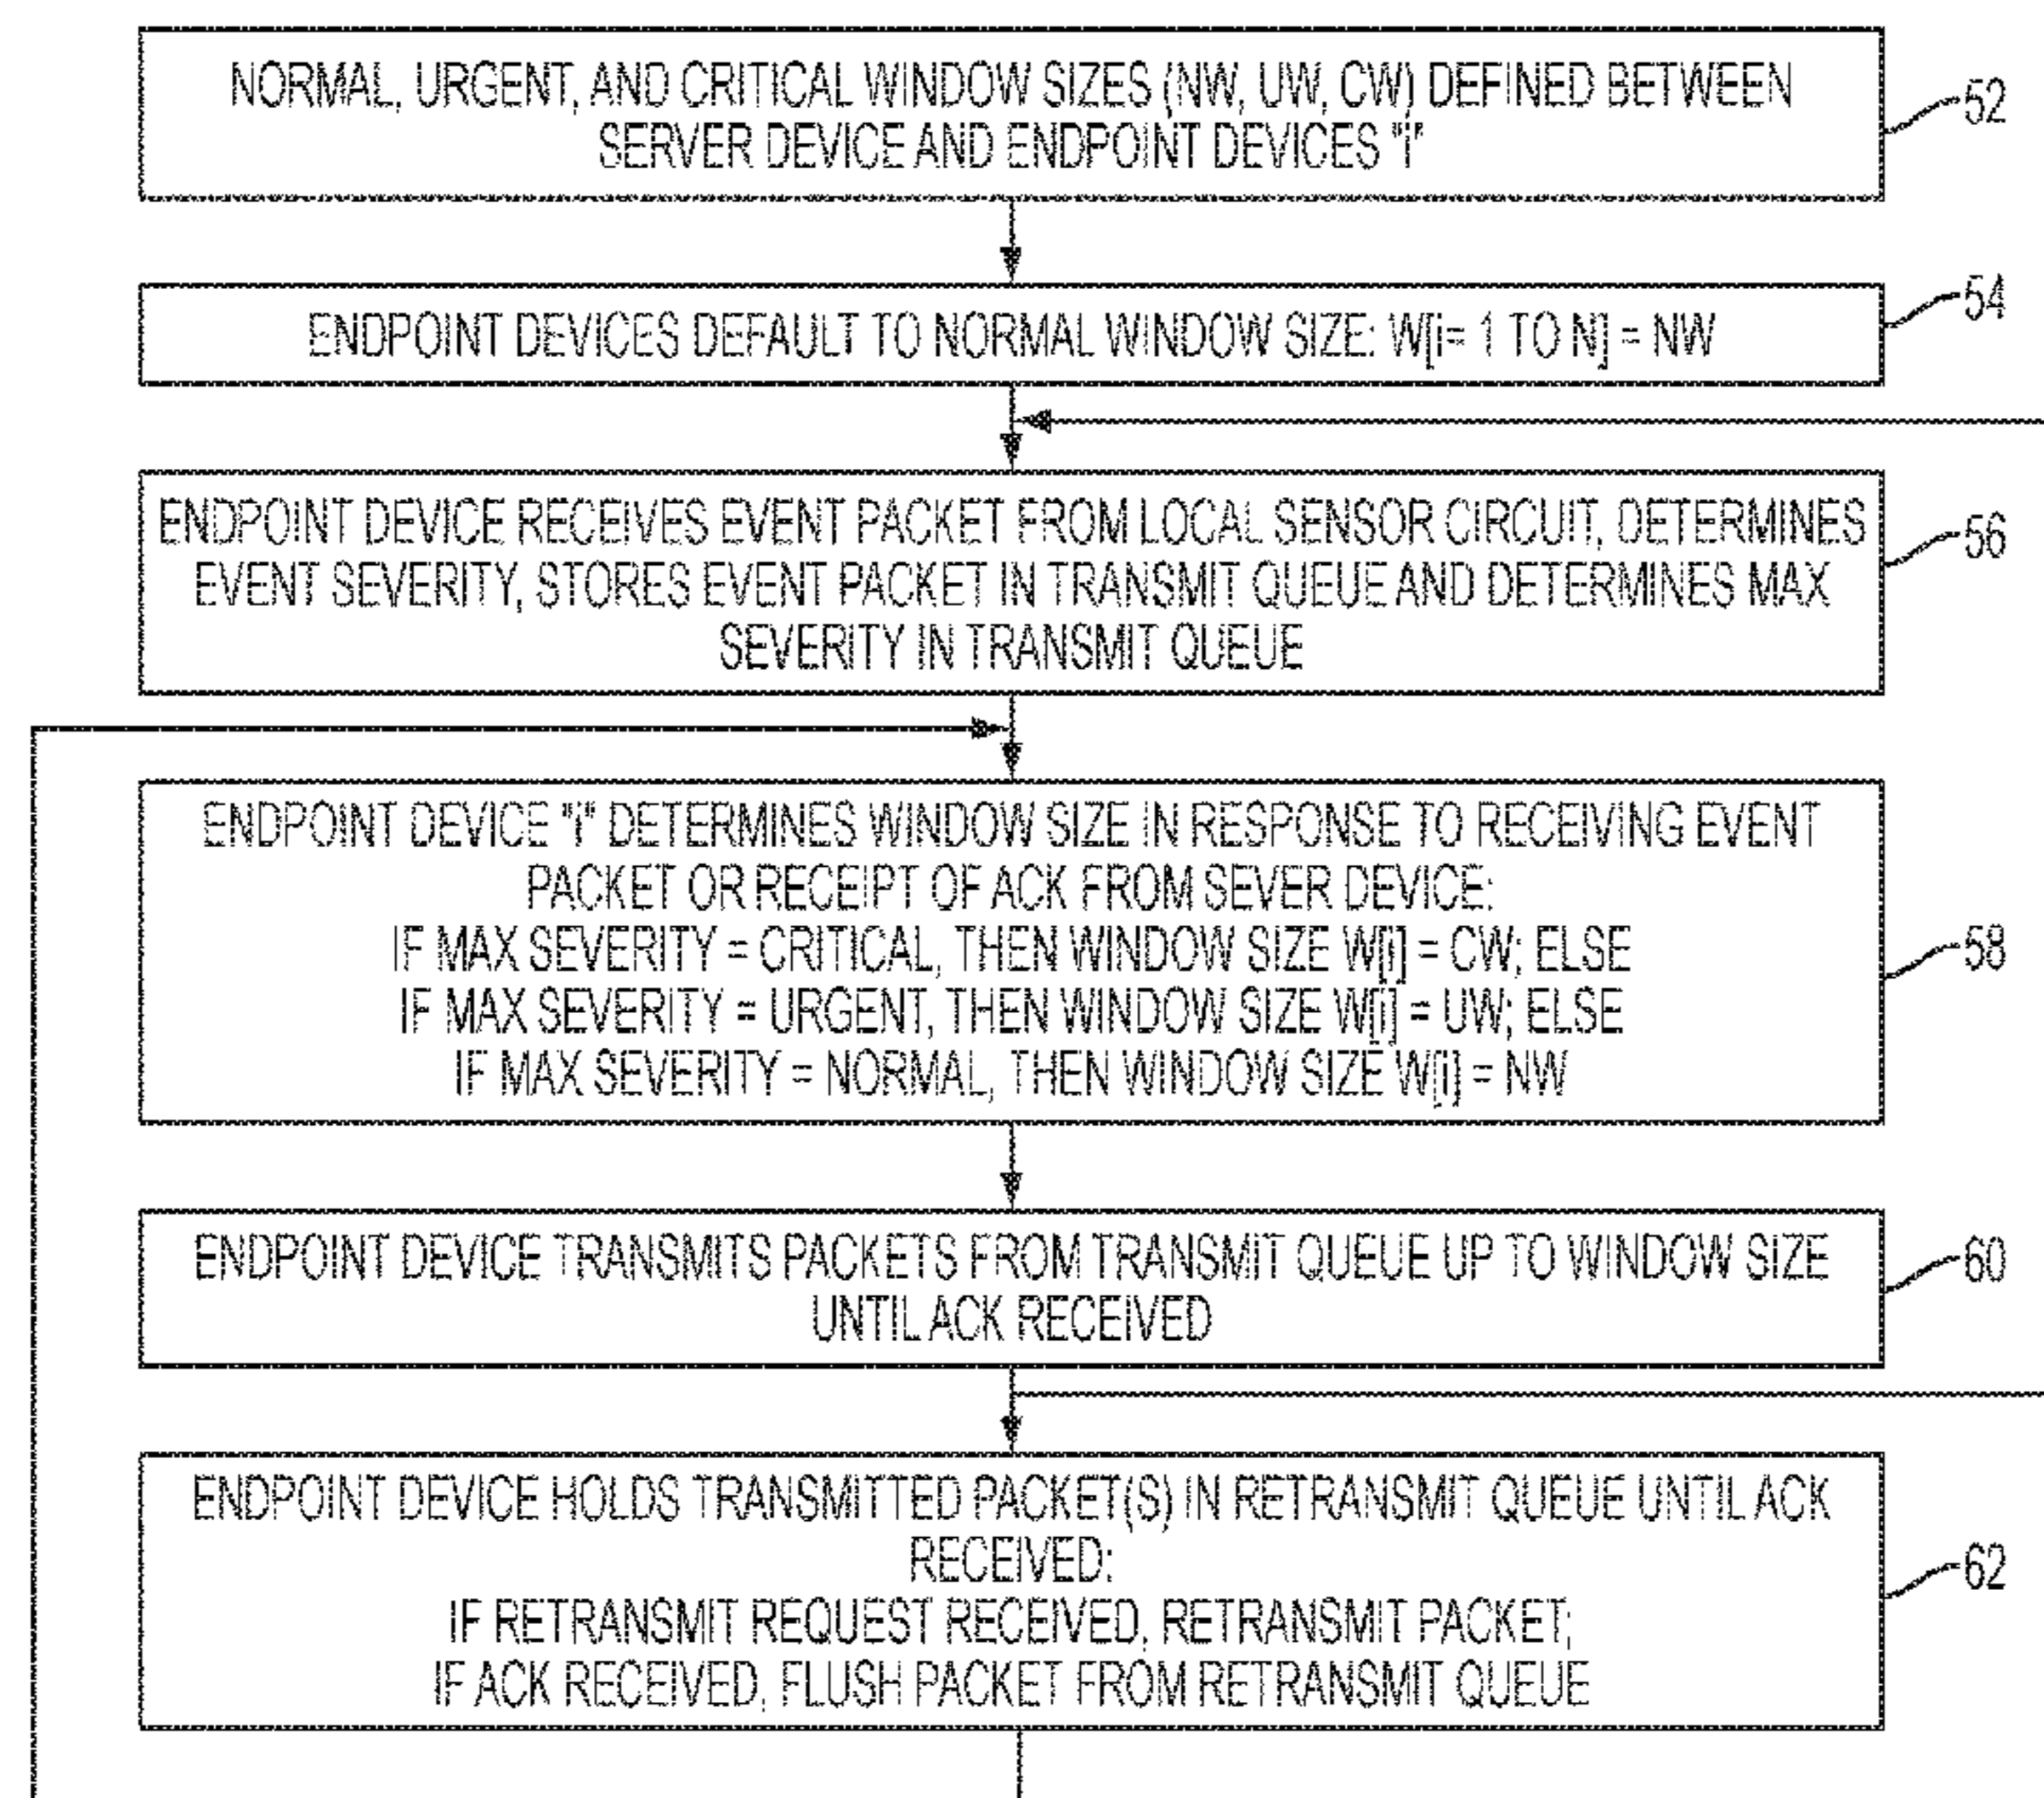 NORMAL, URGENT, AND CRITICAL WINDOW SIZES (NW, UW, CW) DEFINED BETWEEN
SERVER DEVICE AND ENDPOINT DEVICES "i"
52
ENDPOINT DEVICES DEFAULT TO NORMAL WINDOW SIZE: W[i= 1 TO N] = NW
54
ENDPOINT DEVICE RECEIVES EVENT PACKET FROM LOCAL SENSOR CIRCUIT, DETERMINES
EVENT SEVERITY, STORES EVENT PACKET IN TRANSMIT QUEUE AND DETERMINES MAX
SEVERITY IN TRANSMIT QUEUE
56
ENDPOINT DEVICE "i" DETERMINES WINDOW SIZE IN RESPONSE TO RECEIVING EVENT
PACKET OR RECEIPT OF ACK FROM SEVER DEVICE:
IF MAX SEVERITY = CRITICAL, THEN WINDOW SIZE W[i] = CW; ELSE
IF MAX SEVERITY = URGENT, THEN WINDOW SIZE W[i] = UW; ELSE
IF MAX SEVERITY = NORMAL, THEN WINDOW SIZE W[i] = NW
58
ENDPOINT DEVICE TRANSMITS PACKETS FROM TRANSMIT QUEUE UP TO WINDOW SIZE
UNTIL ACK RECEIVED
60
ENDPOINT DEVICE HOLDS TRANSMITTED PACKET(S) IN RETRANSMIT QUEUE UNTIL ACK
RECEIVED:
IF RETRANSMIT REQUEST RECEIVED, RETRANSMIT PACKET;
IF ACK RECEIVED, FLUSH PACKET FROM RETRANSMIT QUEUE
62